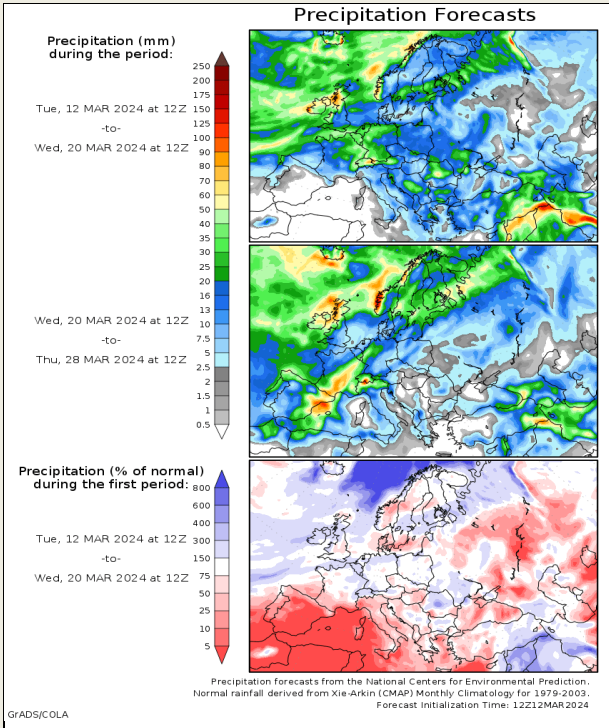 Precipitation Forecasts
Precipitation (mm)
during the period:
250
200
175
150
125
100
90
80
70
60
50
40
35
30
25
20
16
13
10
7.5
5
2.5
2
1.5
1
0.5
Tue, 12 MAR 2024 at 12Z
-to-
Wed, 20 MAR 2024 at 12Z
Wed, 20 MAR 2024 at 12Z
-to-
Thu, 28 MAR 2024 at 12Z
Precipitation (% of normal)
during the first period:
800
600
400
300
150
75
50
25
10
5
Tue, 12 MAR 2024 at 12Z
-to-
Wed, 20 MAR 2024 at 12Z
Precipitation forecasts from the National Centers for Environmental Prediction.
Normal rainfall derived from Xie-Arkin (CMAP) Monthly Climatology for 1979-2003.
Forecast Initialization Time: 12Z12MAR2024
GrADS/COLA